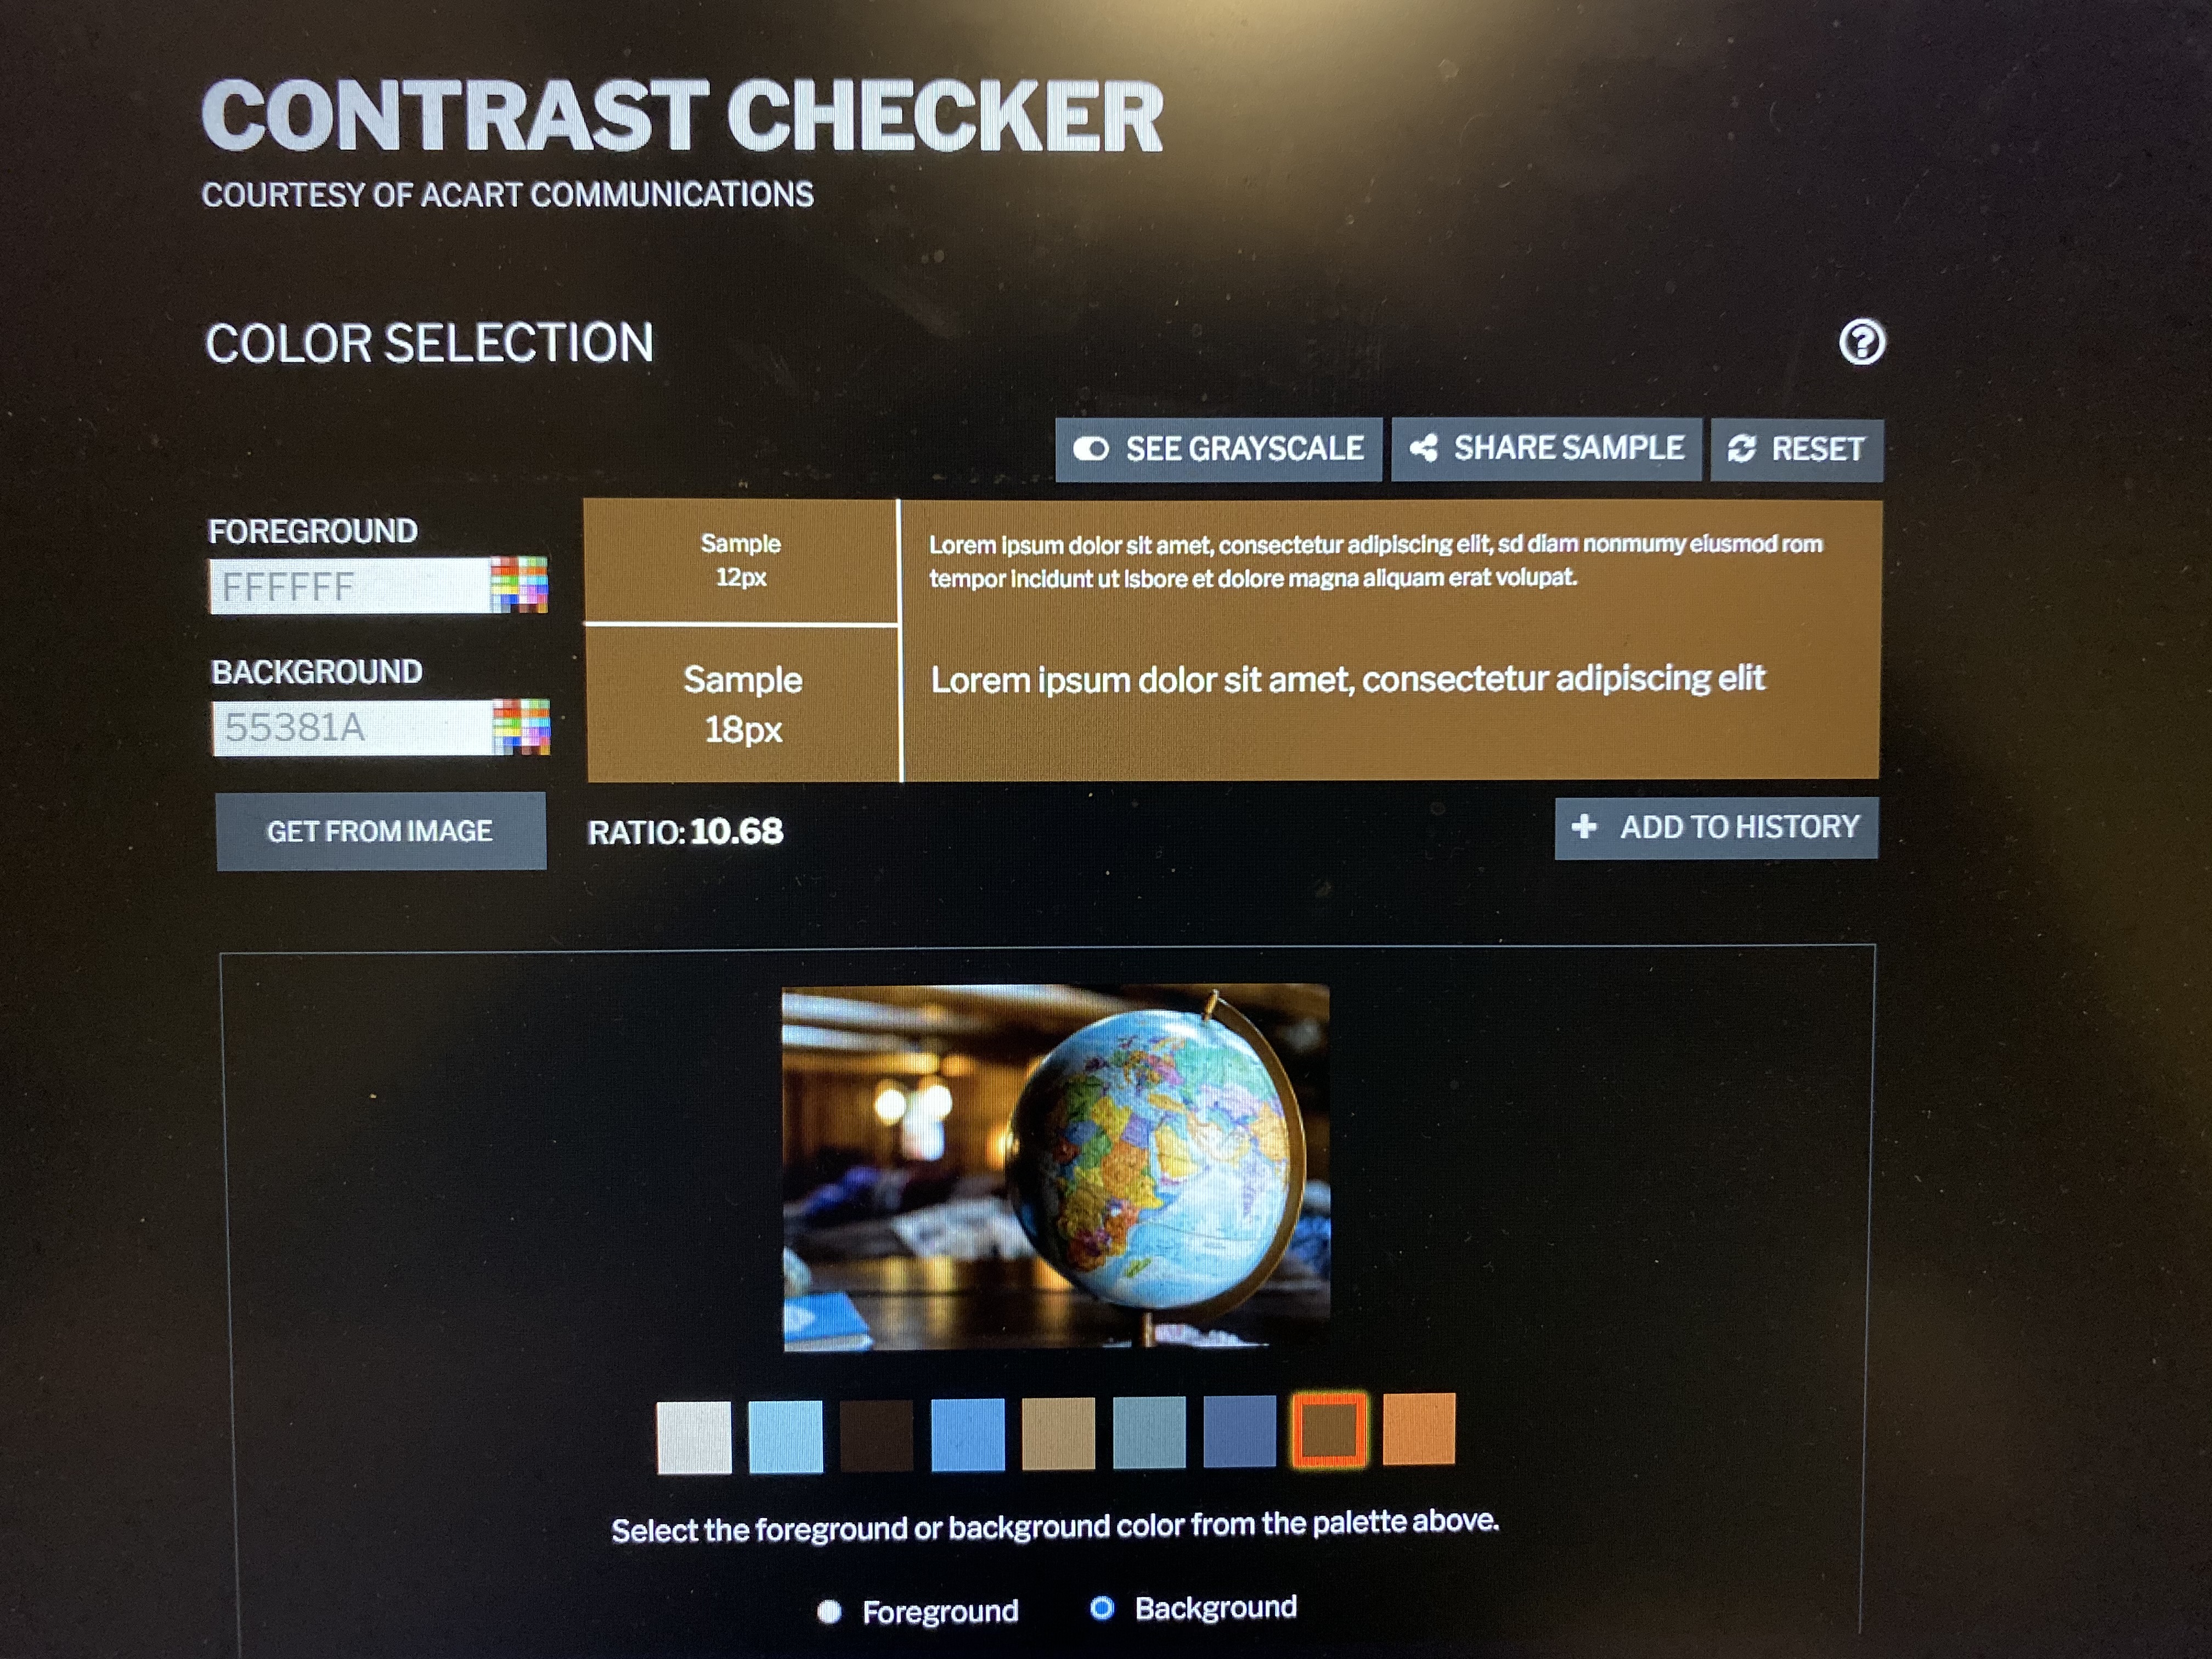 CONTRAST CHECKER
COURTESY OF ACART COMMUNICATIONS
COLOR SELECTION
?
SEE GRAYSCALE
SHARE SAMPLE
RESET
FOREGROUND
FFFFFF
BACKGROUND
55381A
GET FROM IMAGE
Sample
12px
Lorem ipsum dolor sit amet, consectetur adipiscing elit, sd diam nonmumy eiusmod rom
tempor incidunt ut lsbore et dolore magna aliquam erat volupat.
Sample
18px
Lorem ipsum dolor sit amet, consectetur adipiscing elit
RATIO: 10.68
+ ADD TO HISTORY
Select the foreground or background color from the palette above.
Foreground
Background